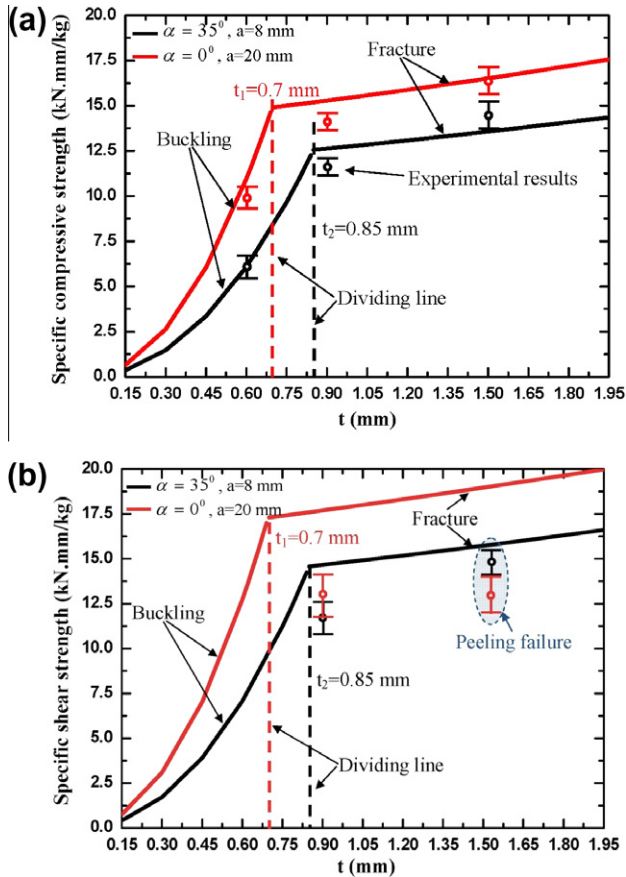 (a)
Specific compressive strength (kN.mm/kg)
20.0
17.5
15.0
12.5
10.0
7.5
5.0
2.5
0.0
α = 35⁰, a=8 mm
α = 0⁰, a=20 mm
Fracture
t₁=0.7 mm
Buckling
Experimental results
t₂=0.85 mm
Dividing line
0.15 0.30 0.45 0.60 0.75 0.90 1.05 1.20 1.35 1.50 1.65 1.80 1.95
t (mm)
(b)
Specific shear strength (kN.mm/kg)
20.0
17.5
15.0
12.5
10.0
7.5
5.0
2.5
0.0
α = 35⁰, a=8 mm
α = 0⁰, a=20 mm
Fracture
t₁=0.7 mm
Buckling
Peeling failure
t₂=0.85 mm
Dividing line
0.15 0.30 0.45 0.60 0.75 0.90 1.05 1.20 1.35 1.50 1.65 1.80 1.95
t (mm)